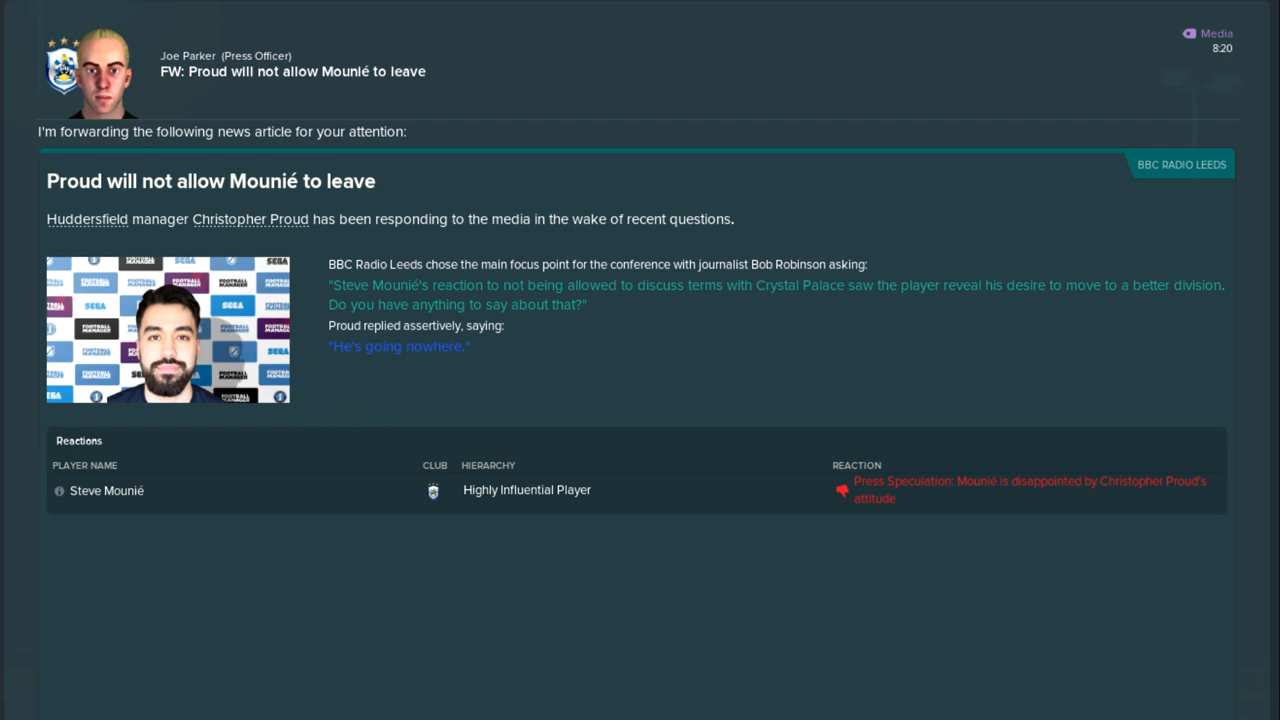 Joe Parker (Press Officer)
FW: Proud will not allow Mounié to leave
Media
8:20
I'm forwarding the following news article for your attention:
BBC RADIO LEEDS
Proud will not allow Mounié to leave
Huddersfield manager Christopher Proud has been responding to the media in the wake of recent questions.
BBC Radio Leeds chose the main focus point for the conference with journalist Bob Robinson asking:
"Steve Mounié's reaction to not being allowed to discuss terms with Crystal Palace saw the player reveal his desire to move to a better division.
Do you have anything to say about that?"
Proud replied assertively, saying:
"He's going nowhere."
SEGA
FOOTBALL MANAGER
Reactions
PLAYER NAME CLUB HIERARCHY REACTION
Steve Mounié Highly Influential Player
Press Speculation: Mounié is disappointed by Christopher Proud's
attitude